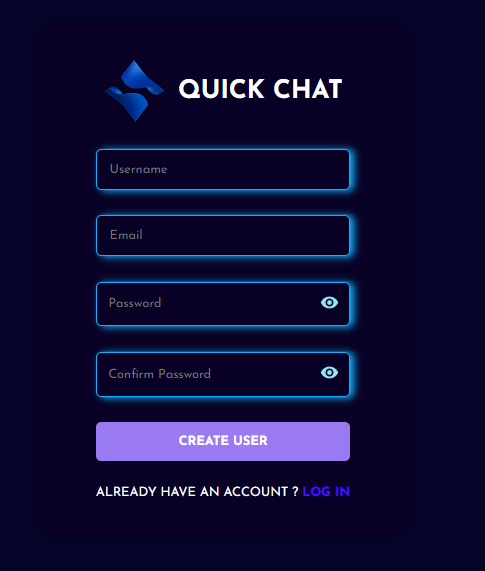 QUICK CHAT
Username
Email
Password
Confirm Password
CREATE USER
ALREADY HAVE AN ACCOUNT ? LOG IN